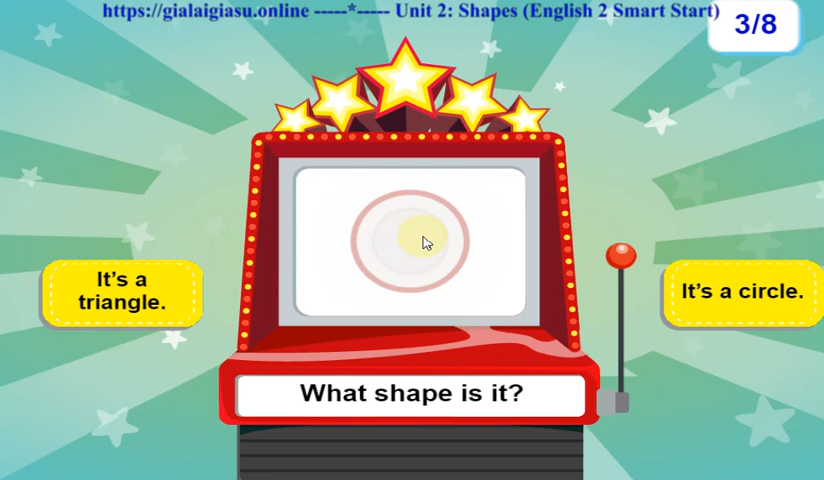 https://gialaigiasu.online -----*----- Unit 2: Shapes (English 2 Smart Start)
3/8
It's a
triangle.
It's a circle.
What shape is it?